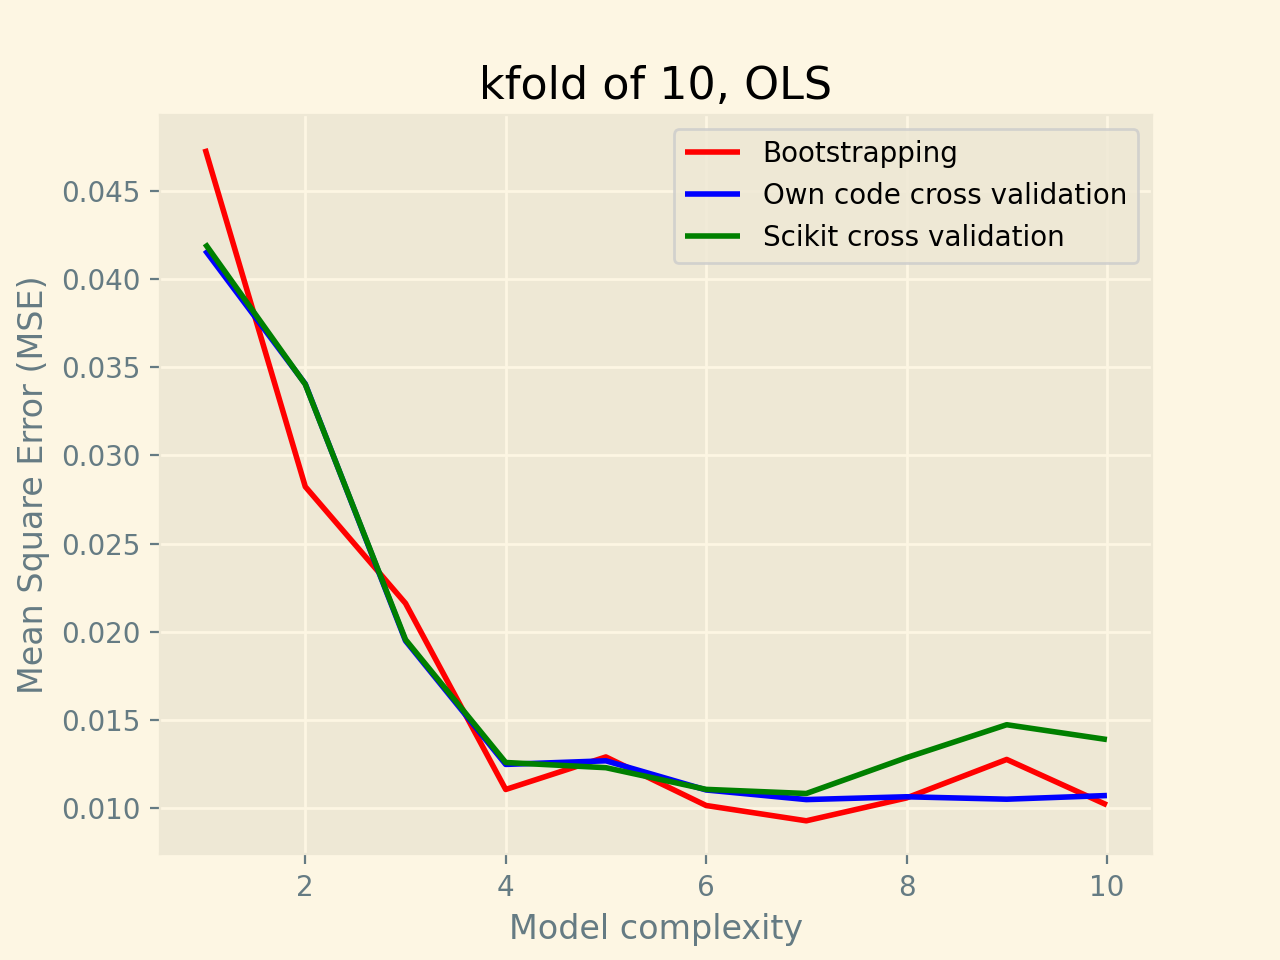 kfold of 10, OLS
Bootstrapping
Own code cross validation
Scikit cross validation
Mean Square Error (MSE)
0.045
0.040
0.035
0.030
0.025
0.020
0.015
0.010
2 4 6 8 10
Model complexity